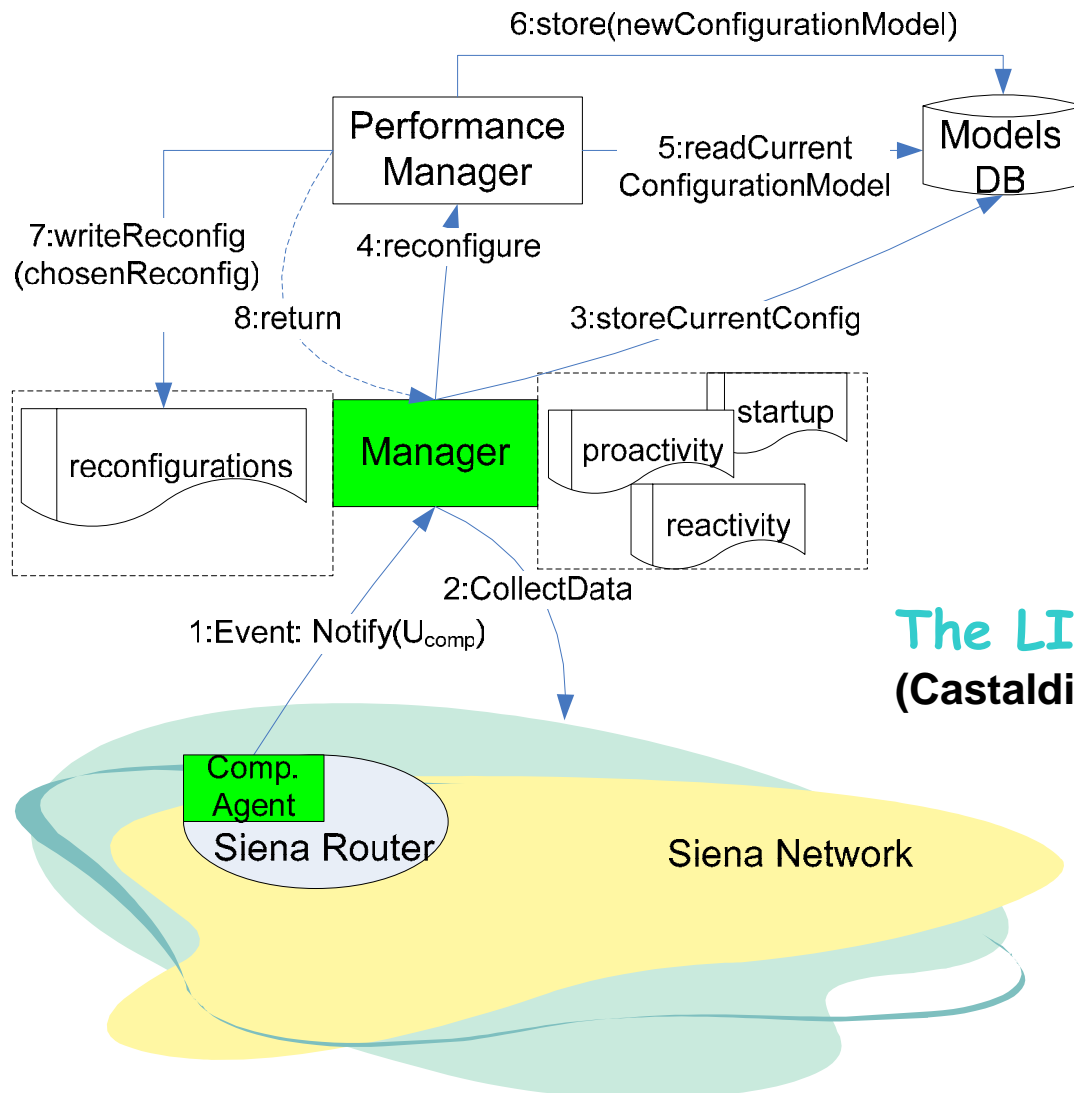 6:store(newConfigurationModel)
Performance
Manager
5:readCurrent
ConfigurationModel
Models
DB
7:writeReconfig
(chosenReconfig)
4:reconfigure
8:return
3:storeCurrentConfig
reconfigurations
Manager
startup
proactivity
reactivity
2:CollectData
1:Event: Notify(Ucomp)
The LI
(Castaldi
Comp.
Agent
Siena Router
Siena Network